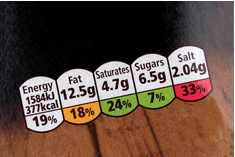 Energy
1584kJ
377kcal
19%
Fat
12.5g
18%
Saturates
4.7g
24%
Sugars
6.5g
7%
Salt
2.04g
33%